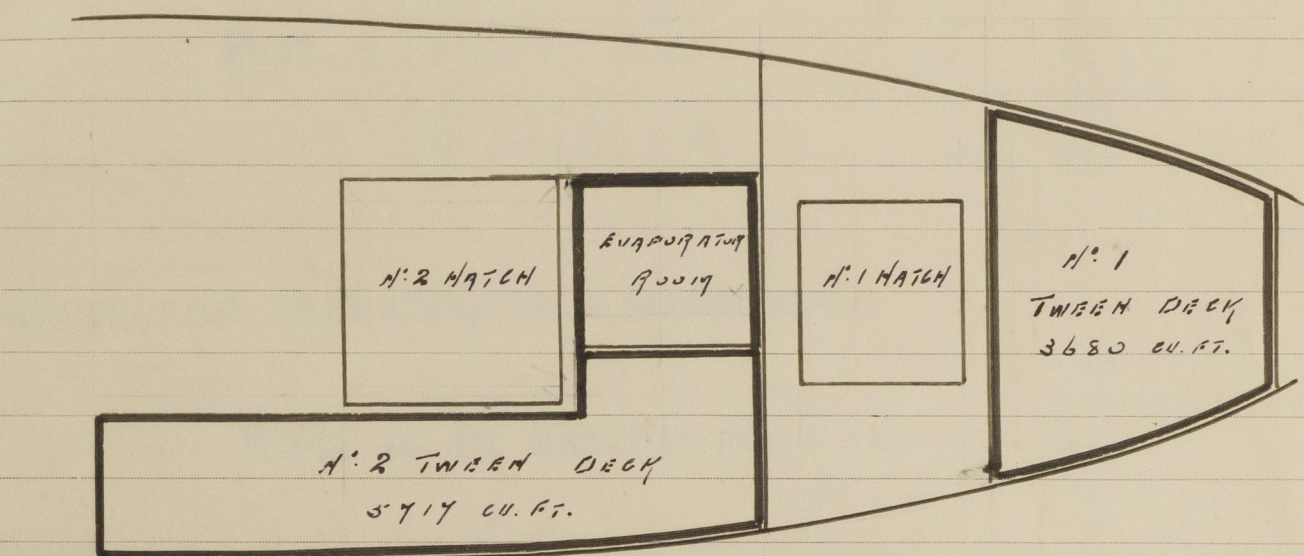 Nº 2 HATCH
EVAPORATOR
ROOM
Nº 1 HATCH
Nº 1
TWEEN DECK
3680 CU. FT.
Nº 2 TWEEN DECK
5717 CU. FT.